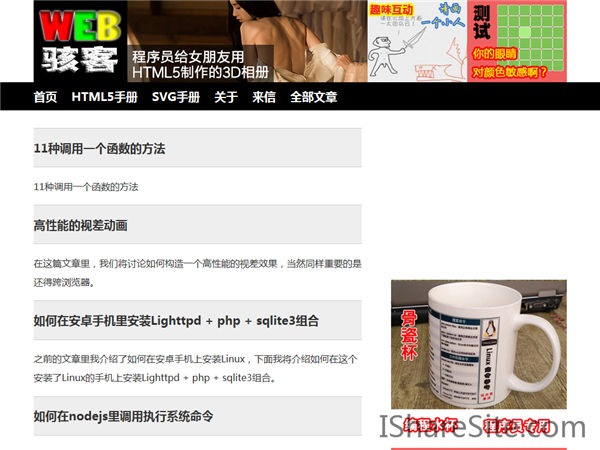 WEB
骇客
程序员给女朋友用
HTML5制作的3D相册
趣味互动
漫画
一个小人
测试
你的眼睛
对颜色敏感啊？
首页 HTML5手册 SVG手册 关于 来信 全部文章
11种调用一个函数的方法
11种调用一个函数的方法
高性能的视差动画
在这篇文章里，我们将讨论如何构造一个高性能的视差效果，当然同样重要的是
还得跨浏览器。
如何在安卓手机里安装Lighttpd + php + sqlite3组合
之前的文章里我介绍了如何在安卓手机上安装Linux，下面我将介绍如何在这个
安装了Linux的手机上安装Lighttpd + php + sqlite3组合。
如何在nodejs里调用执行系统命令
骨瓷杯
Linux
编程水杯 程序员专用
IShareSite.com